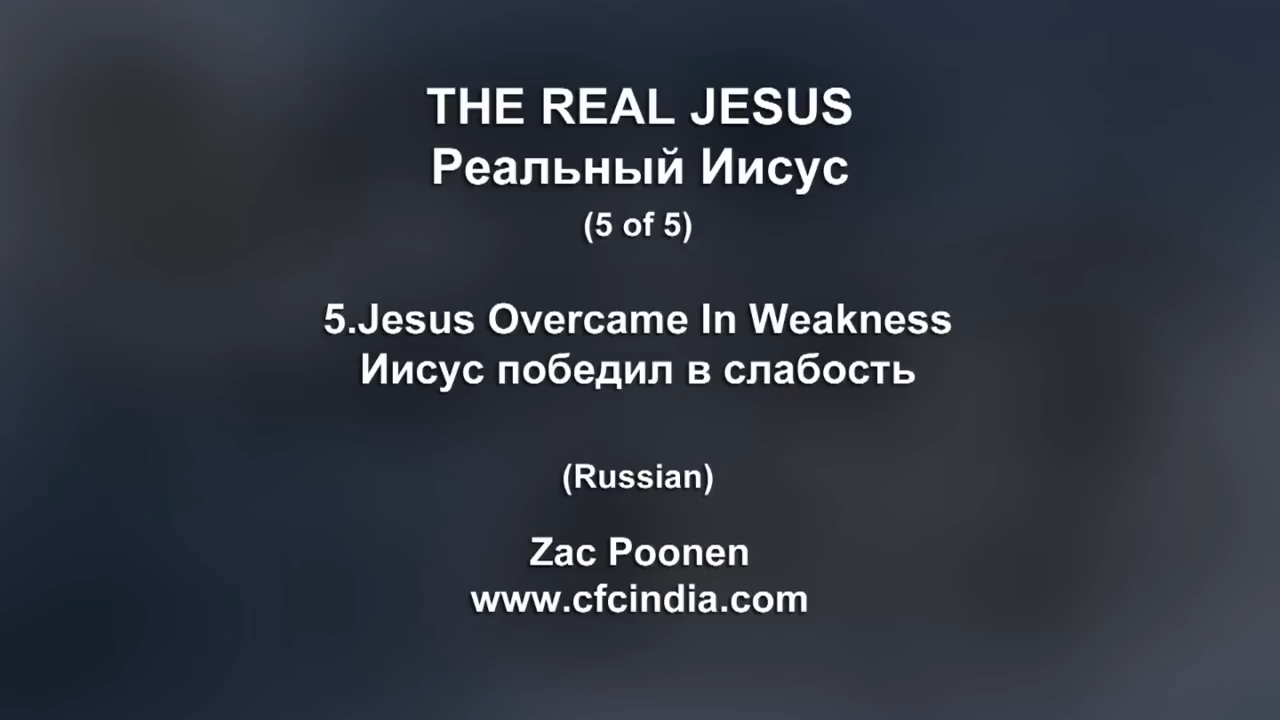 THE REAL JESUS
Реальный Иисус
(5 of 5)
5.Jesus Overcame In Weakness
Иисус победил в слабость
(Russian)
Zac Poonen
www.cfcindia.com